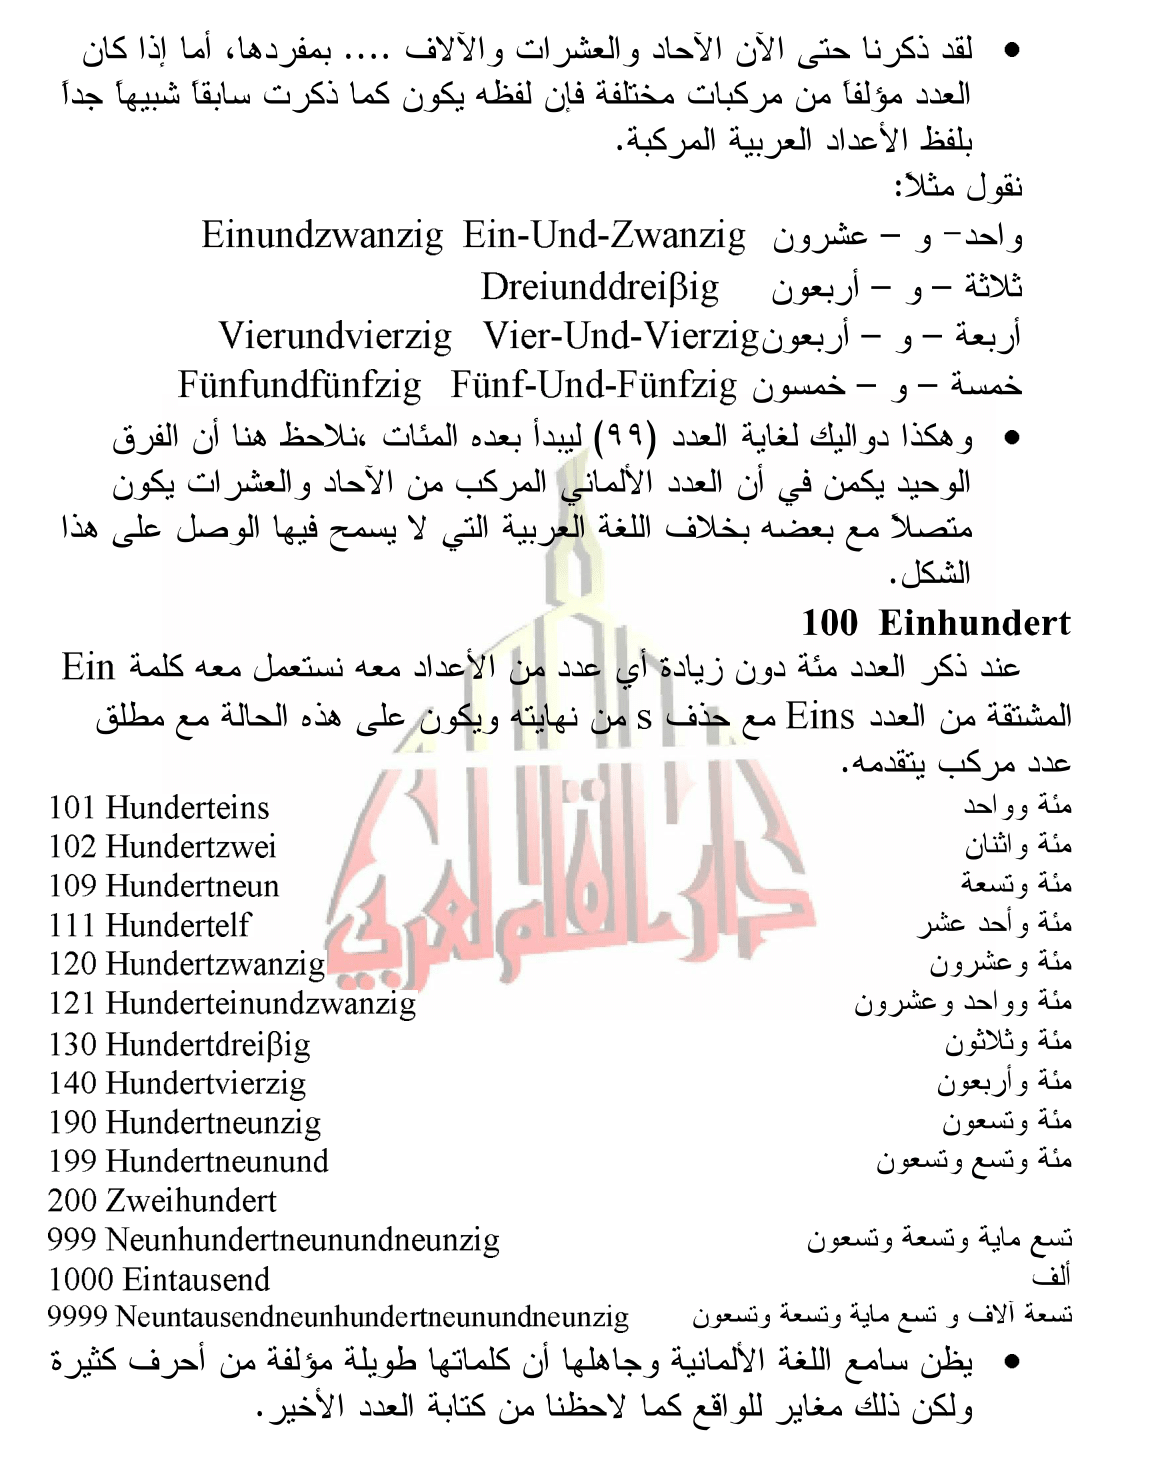 • لقد ذكرنا حتى الآن الآحاد والعشرات والآلاف .... بمفردها، أما إذا كان
العدد مؤلفاً من مركبات مختلفة فإن لفظه يكون كما ذكرت سابقاً شبيهاً جداً
بلفظ الأعداد العربية المركبة.
نقول مثلاً:
واحد- و – عشرون Einundzwanzig Ein-Und-Zwanzig
ثلاثة – و – أربعون Dreiunddreiβig
أربعة – و – أربعون Vierundvierzig Vier-Und-Vierzig
خمسة – و – خمسون Fünfundfünfzig Fünf-Und-Fünfzig
• وهكذا دواليك لغاية العدد (٩٩) ليبدأ بعده المئات ،نلاحظ هنا أن الفرق
الوحيد يكمن في أن العدد الألماني المركب من الآحاد والعشرات يكون
متصلاً مع بعضه بخلاف اللغة العربية التي لا يسمح فيها الوصل على هذا
الشكل.
100 Einhundert
عند ذكر العدد مئة دون زيادة أي عدد من الأعداد معه نستعمل معه كلمة Ein
المشتقة من العدد Eins مع حذف s من نهايته ويكون على هذه الحالة مع مطلق
عدد مركب يتقدمه.
101 Hunderteins مئة وواحد
102 Hundertzwei مئة واثنان
109 Hundertneun مئة وتسعة
111 Hundertelf مئة وأحد عشر
120 Hundertzwanzig مئة وعشرون
121 Hunderteinundzwanzig مئة وواحد وعشرون
130 Hundertdreiβig مئة وثلاثون
140 Hundertvierzig مئة وأربعون
190 Hundertneunzig مئة وتسعون
199 Hundertneunund مئة وتسع وتسعون
200 Zweihundert
999 Neunhundertneunundneunzig تسع ماية وتسعة وتسعون
1000 Eintausend ألف
9999 Neuntausendneunhundertneunundneunzig تسعة آلاف و تسع ماية وتسعة وتسعون
• يظن سامع اللغة الألمانية وجاهلها أن كلماتها طويلة مؤلفة من أحرف كثيرة
ولكن ذلك مغاير للواقع كما لاحظنا من كتابة العدد الأخير.
دار القلم العربي